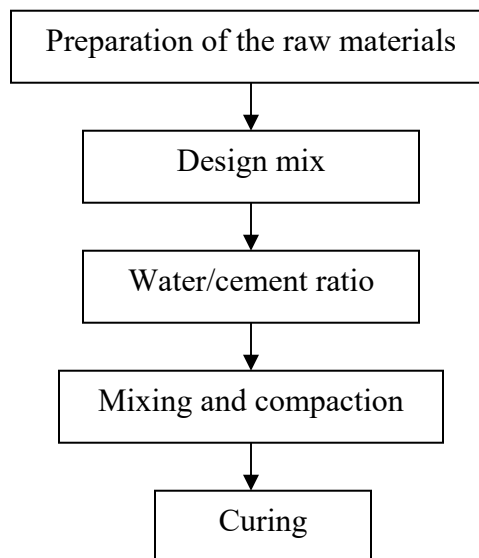 Preparation of the raw materials
Design mix
Water/cement ratio
Mixing and compaction
Curing